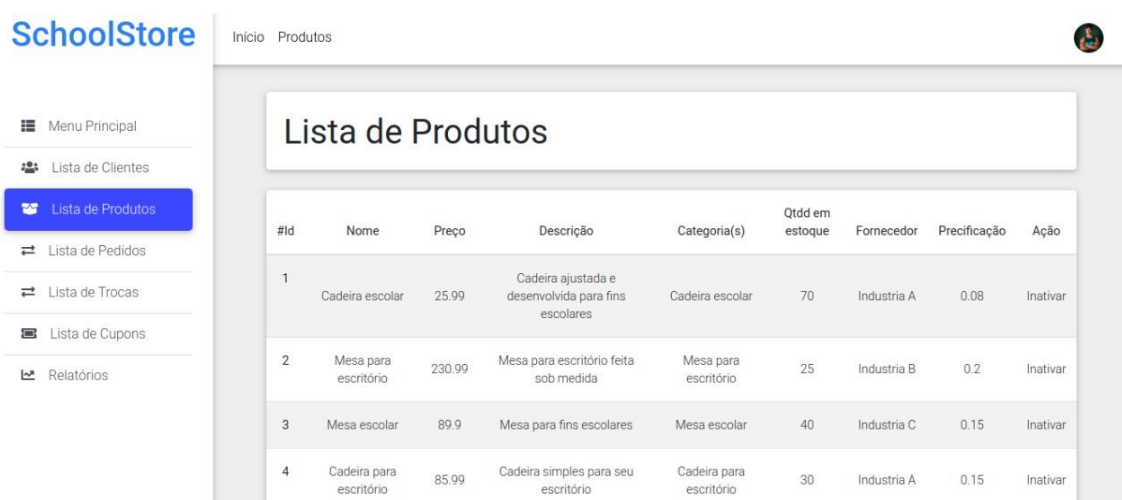 SchoolStore
Início Produtos
Menu Principal
Lista de Clientes
Lista de Produtos
Lista de Pedidos
Lista de Trocas
Lista de Cupons
Relatórios
Lista de Produtos
#Id Nome Preço Descrição Categoria(s) Qtdd em estoque Fornecedor Precificação Ação
1 Cadeira escolar 25.99 Cadeira ajustada e desenvolvida para fins escolares Cadeira escolar 70 Industria A 0.08 Inativar
2 Mesa para escritório 230.99 Mesa para escritório feita sob medida Mesa para escritório 25 Industria B 0.2 Inativar
3 Mesa escolar 89.9 Mesa para fins escolares Mesa escolar 40 Industria C 0.15 Inativar
4 Cadeira para escritório 85.99 Cadeira simples para seu escritório Cadeira para escritório 30 Industria A 0.15 Inativar